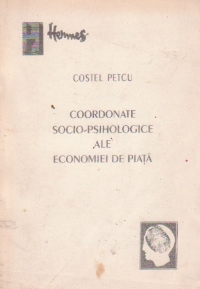 Hermes
COSTEL PETCU
COORDONATE
SOCIO-PSIHOLOGICE
ALE
ECONOMIEI DE PIAȚĂ